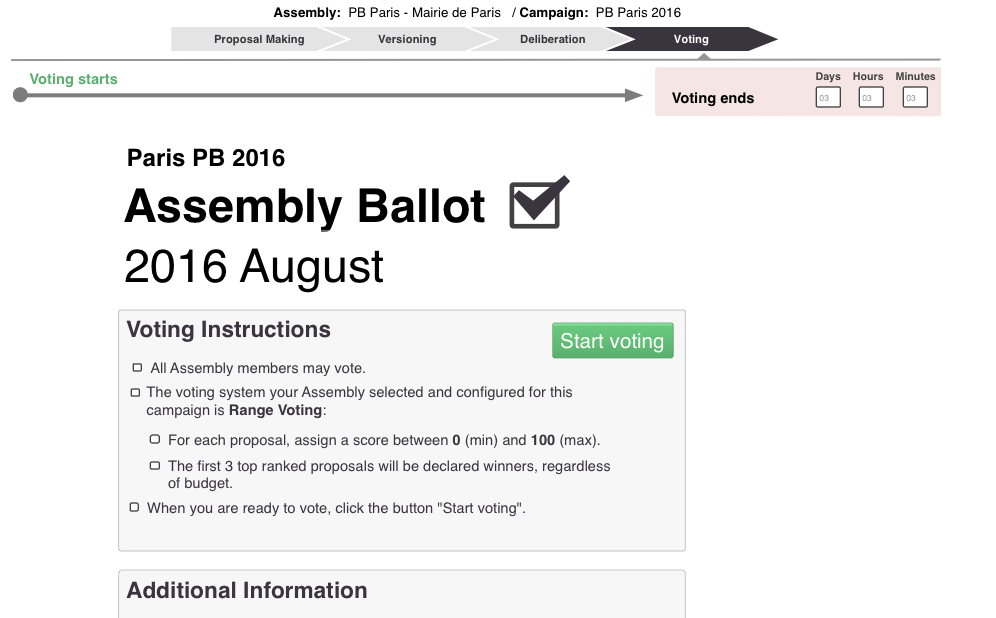 Assembly: PB Paris - Mairie de Paris / Campaign: PB Paris 2016
Proposal Making Versioning Deliberation Voting
Voting starts
Days Hours Minutes
Voting ends 03 03 03
Paris PB 2016
Assembly Ballot
2016 August
Voting Instructions
Start voting
All Assembly members may vote.
The voting system your Assembly selected and configured for this
campaign is Range Voting:
For each proposal, assign a score between 0 (min) and 100 (max).
The first 3 top ranked proposals will be declared winners, regardless
of budget.
When you are ready to vote, click the button "Start voting".
Additional Information